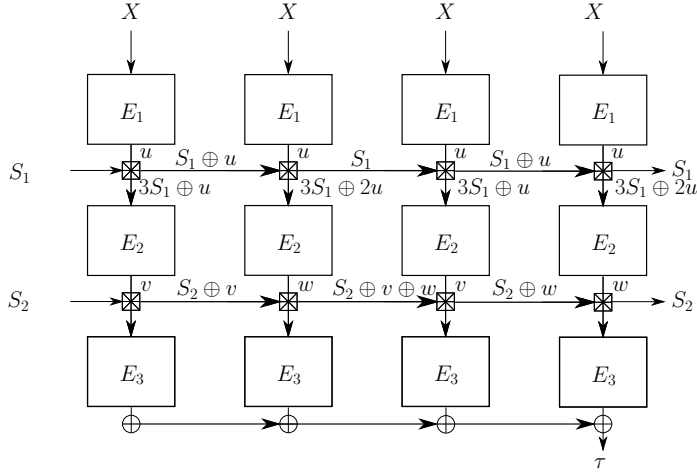 X X X X
E₁ E₁ E₁ E₁
u u u u
S₁ S₁ ⊕ u S₁ S₁ ⊕ u S₁
3S₁ ⊕ u 3S₁ ⊕ 2u 3S₁ ⊕ u 3S₁ ⊕ 2u
E₂ E₂ E₂ E₂
v w v w
S₂ S₂ ⊕ v S₂ ⊕ v ⊕ w S₂ ⊕ w S₂
E₃ E₃ E₃ E₃
τ